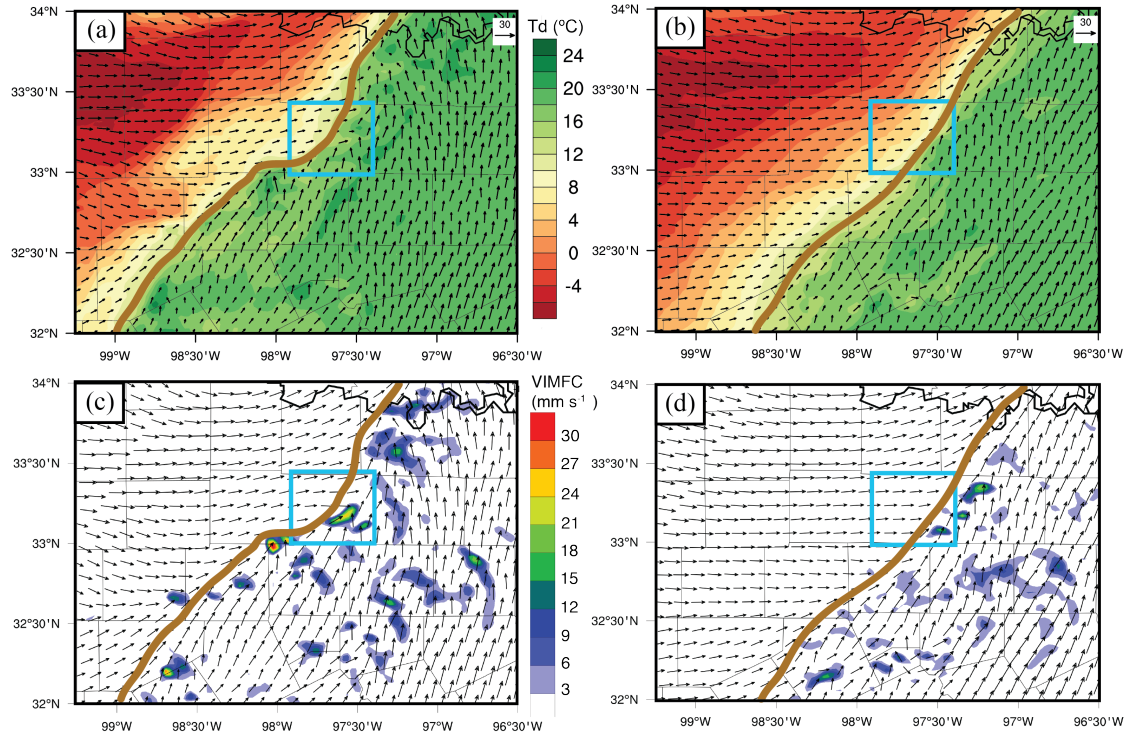 (a)
30
34°N
33°30'N
33°N
32°30'N
32°N
99°W
98°30'W
98°W
97°30'W
97°W
96°30'W
Td (ºC)
24
20
16
12
8
4
0
-4
(b)
30
34°N
33°30'N
33°N
32°30'N
32°N
99°W
98°30'W
98°W
97°30'W
97°W
96°30'W
(c)
34°N
33°30'N
33°N
32°30'N
32°N
99°W
98°30'W
98°W
97°30'W
97°W
96°30'W
VIMFC
(mm s⁻¹ )
30
27
24
21
18
15
12
9
6
3
(d)
34°N
33°30'N
33°N
32°30'N
32°N
99°W
98°30'W
98°W
97°30'W
97°W
96°30'W